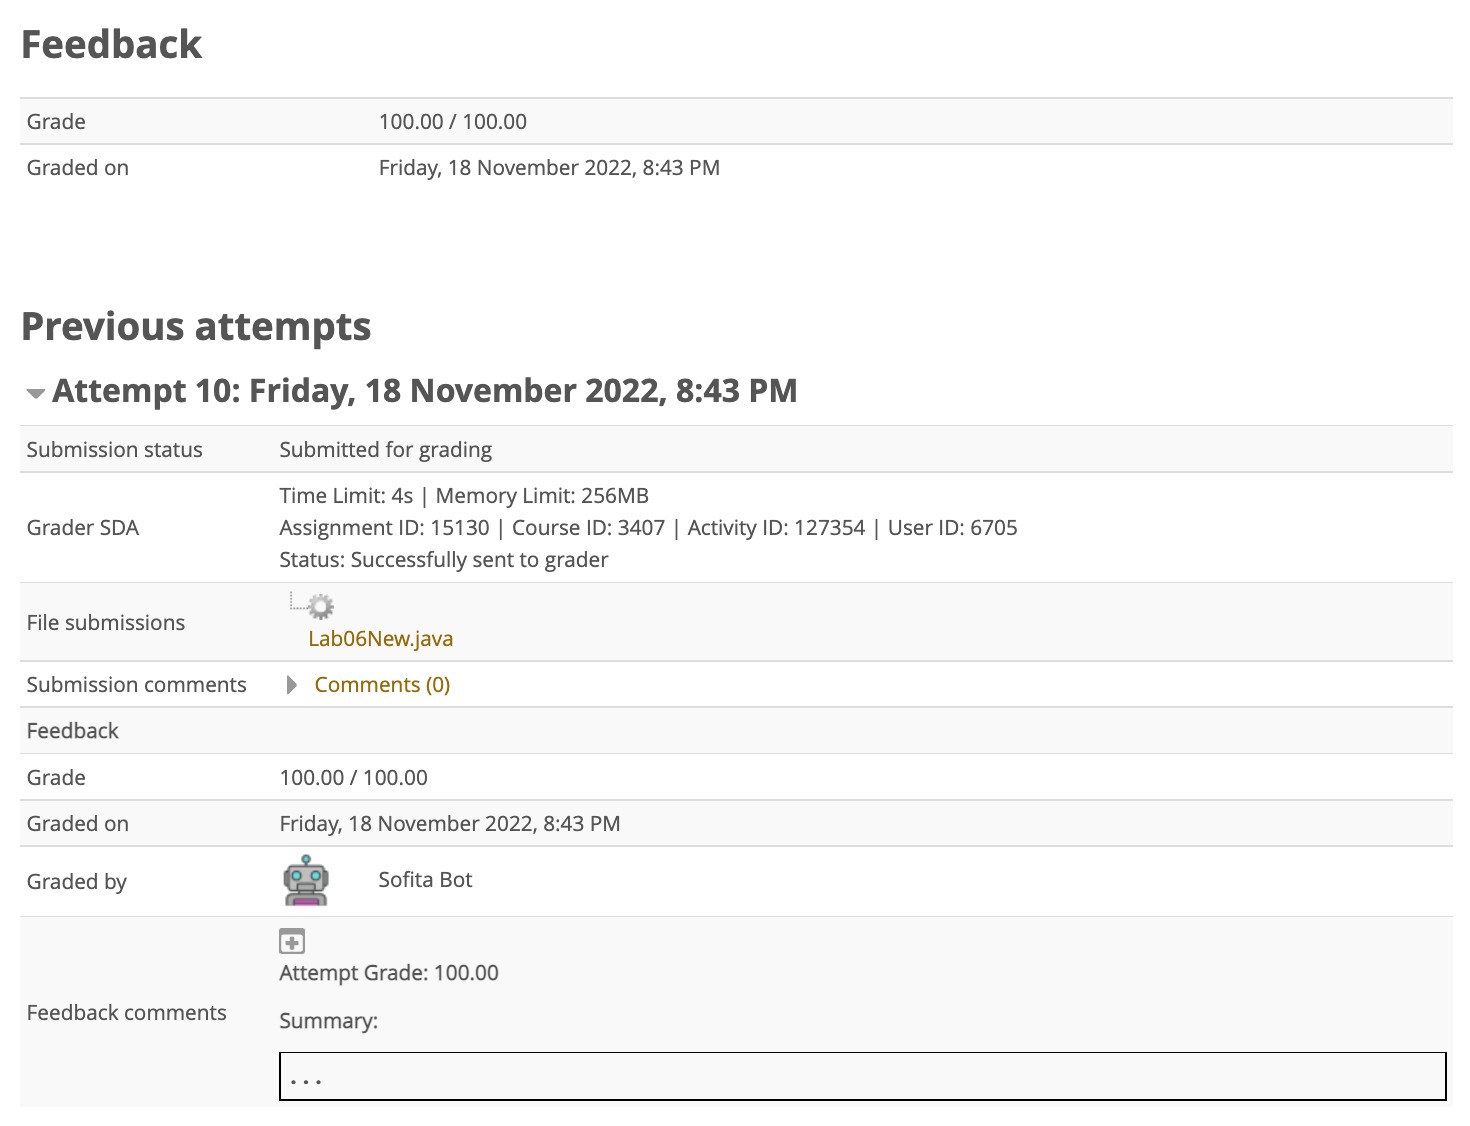 Feedback
Grade 100.00 / 100.00
Graded on Friday, 18 November 2022, 8:43 PM
Previous attempts
Attempt 10: Friday, 18 November 2022, 8:43 PM
Submission status Submitted for grading
Grader SDA
Time Limit: 4s | Memory Limit: 256MB
Assignment ID: 15130 | Course ID: 3407 | Activity ID: 127354 | User ID: 6705
Status: Successfully sent to grader
File submissions
Lab06New.java
Submission comments Comments (0)
Feedback
Grade 100.00 / 100.00
Graded on Friday, 18 November 2022, 8:43 PM
Graded by Sofita Bot
Feedback comments
Attempt Grade: 100.00
Summary:
...